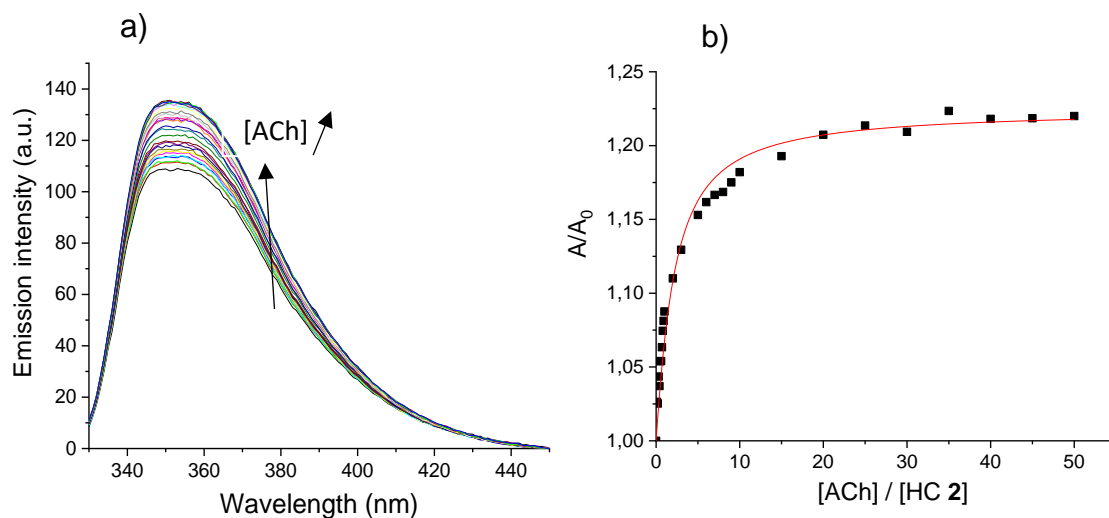 a)
Emission intensity (a.u.)
140
120
100
80
60
40
20
0
[ACh]
340 360 380 400 420 440
Wavelength (nm)
b)
A/A0
1,25
1,20
1,15
1,10
1,05
1,00
0 10 20 30 40 50
[ACh] / [HC 2]